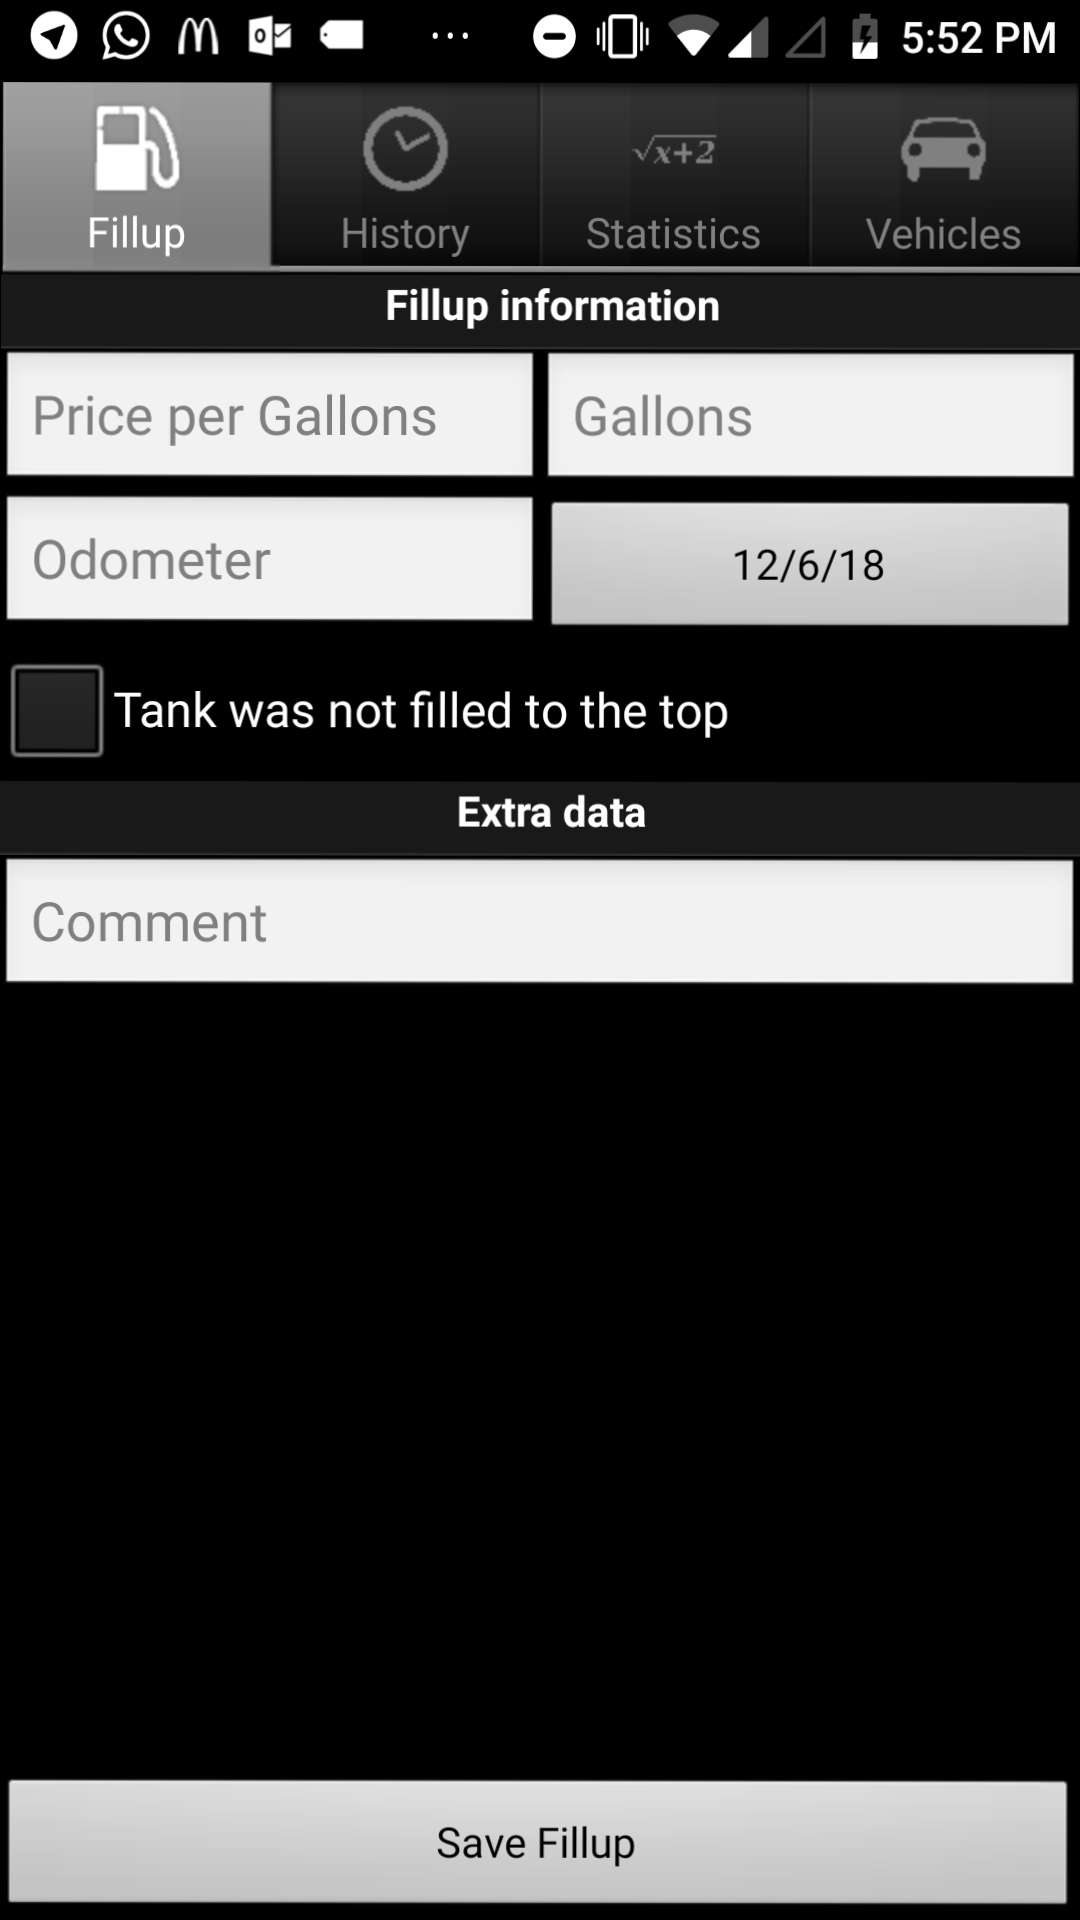 5:52 PM
Fillup
History
√x+2
Statistics
Vehicles
Fillup information
Price per Gallons
Gallons
Odometer
12/6/18
Tank was not filled to the top
Extra data
Comment
Save Fillup